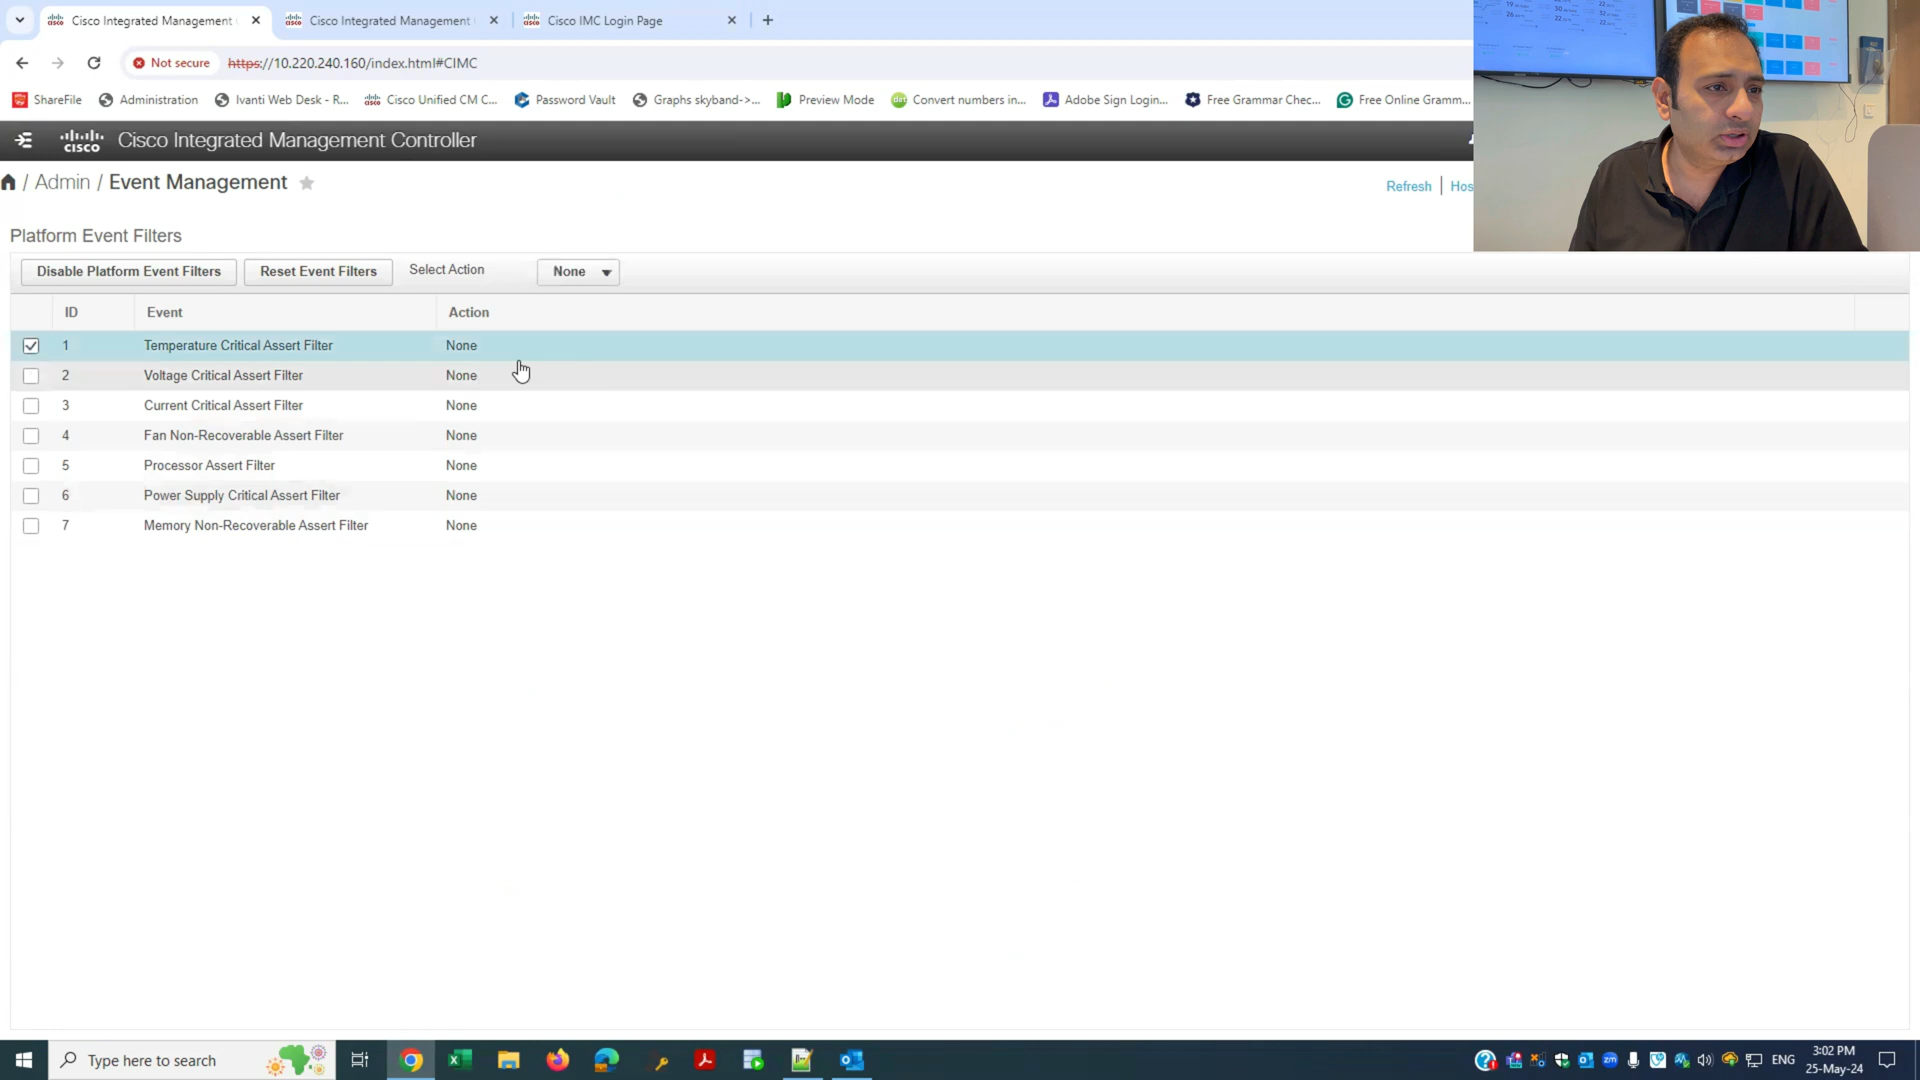 Cisco Integrated Management
Cisco Integrated Management
Cisco IMC Login Page
Not secure
https://10.220.240.160/index.html#CIMC
ShareFile
Administration
Ivanti Web Desk - R...
Cisco Unified CM C...
Password Vault
Graphs skyband->...
Preview Mode
Convert numbers in...
Adobe Sign Login...
Free Grammar Chec...
Free Online Gramm...
cisco
Cisco Integrated Management Controller
/ Admin / Event Management
Refresh
Hos
Platform Event Filters
Disable Platform Event Filters
Reset Event Filters
Select Action
None
ID Event Action
1 Temperature Critical Assert Filter None
2 Voltage Critical Assert Filter None
3 Current Critical Assert Filter None
4 Fan Non-Recoverable Assert Filter None
5 Processor Assert Filter None
6 Power Supply Critical Assert Filter None
7 Memory Non-Recoverable Assert Filter None
Type here to search
ENG
3:02 PM
25-May-24